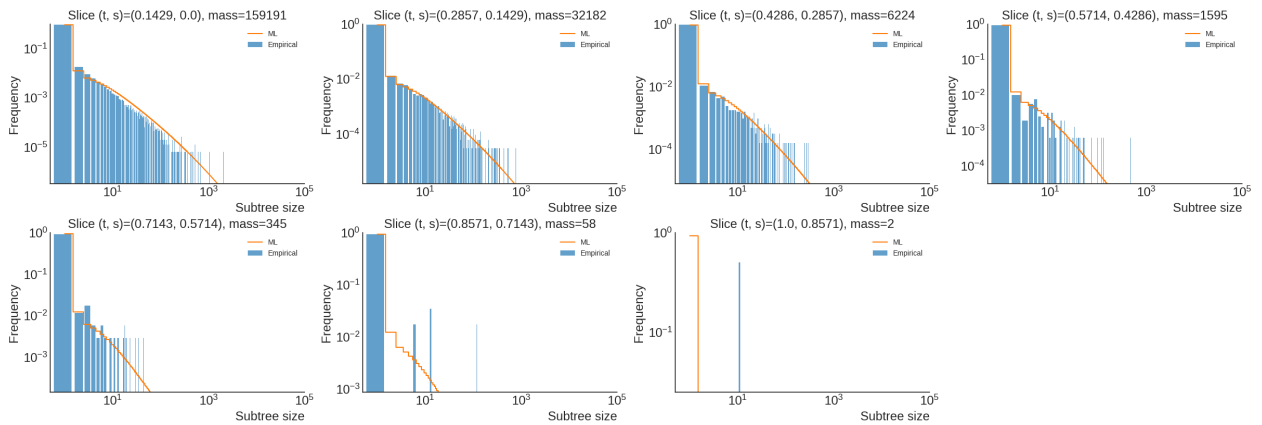 Slice (t, s)=(0.1429, 0.0), mass=159191
10^0
10^-1
10^-3
10^-5
Frequency
ML
Empirical
10^1
10^3
10^5
Subtree size
Slice (t, s)=(0.2857, 0.1429), mass=32182
10^0
10^-2
10^-4
Frequency
ML
Empirical
10^1
10^3
10^5
Subtree size
Slice (t, s)=(0.4286, 0.2857), mass=6224
10^0
10^-2
10^-4
Frequency
ML
Empirical
10^1
10^3
10^5
Subtree size
Slice (t, s)=(0.5714, 0.4286), mass=1595
10^0
10^-1
10^-2
10^-3
10^-4
Frequency
ML
Empirical
10^1
10^3
10^5
Subtree size
Slice (t, s)=(0.7143, 0.5714), mass=345
10^0
10^-1
10^-2
10^-3
Frequency
ML
Empirical
10^1
10^3
10^5
Subtree size
Slice (t, s)=(0.8571, 0.7143), mass=58
10^0
10^-1
10^-2
10^-3
Frequency
ML
Empirical
10^1
10^3
10^5
Subtree size
Slice (t, s)=(1.0, 0.8571), mass=2
10^0
10^-1
Frequency
ML
Empirical
10^1
10^3
10^5
Subtree size